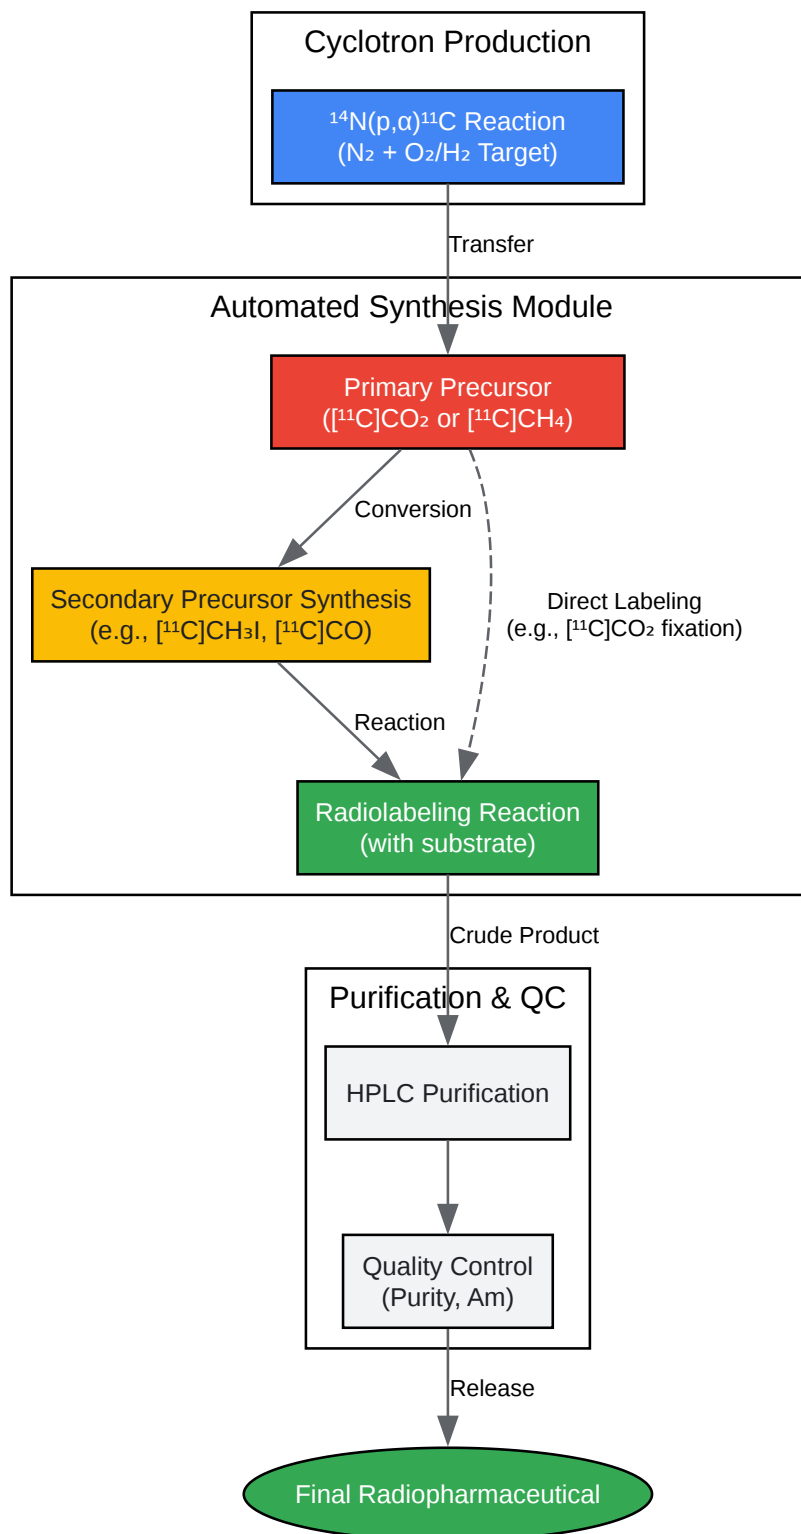 Cyclotron Production
¹⁴N(p,α)¹¹C Reaction
(N₂ + O₂/H₂ Target)
Transfer
Automated Synthesis Module
Primary Precursor
([¹¹C]CO₂ or [¹¹C]CH₄)
Conversion
Secondary Precursor Synthesis
(e.g., [¹¹C]CH₃I, [¹¹C]CO)
Direct Labeling
(e.g., [¹¹C]CO₂ fixation)
Reaction
Radiolabeling Reaction
(with substrate)
Crude Product
Purification & QC
HPLC Purification
Quality Control
(Purity, Am)
Release
Final Radiopharmaceutical